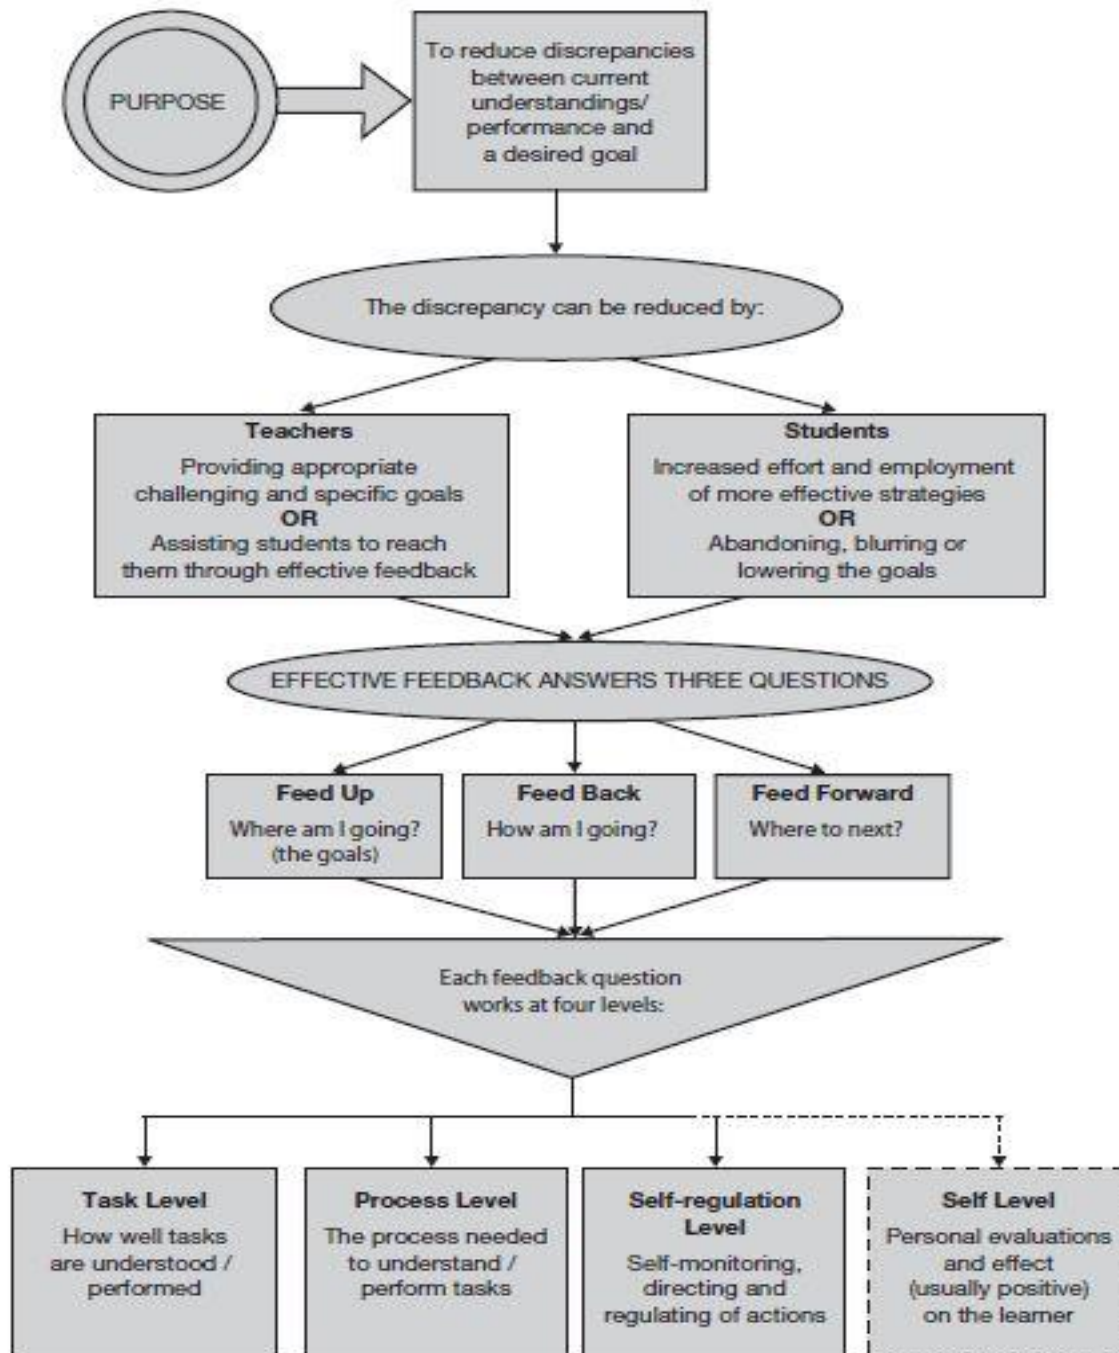 PURPOSE
To reduce discrepancies
between current
understandings/
performance and
a desired goal
The discrepancy can be reduced by:
Teachers
Providing appropriate
challenging and specific goals
OR
Assisting students to reach
them through effective feedback
Students
Increased effort and employment
of more effective strategies
OR
Abandoning, blurring or
lowering the goals
EFFECTIVE FEEDBACK ANSWERS THREE QUESTIONS
Feed Up
Where am I going?
(the goals)
Feed Back
How am I going?
Feed Forward
Where to next?
Each feedback question
works at four levels:
Task Level
How well tasks
are understood /
performed
Process Level
The process needed
to understand /
perform tasks
Self-regulation
Level
Self-monitoring,
directing and
regulating of actions
Self Level
Personal evaluations
and effect
(usually positive)
on the learner